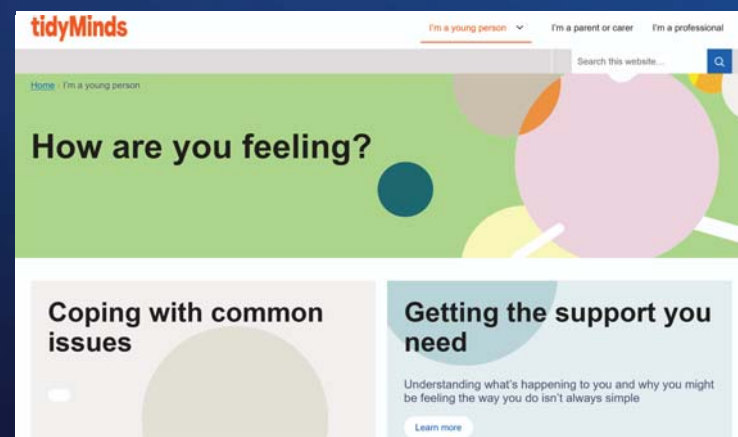 tidyMinds
I'm a young person
I'm a parent or carer
I'm a professional
Search this website...
Home › I'm a young person
How are you feeling?
Coping with common
issues
Getting the support you
need
Understanding what's happening to you and why you might
be feeling the way you do isn't always simple
Learn more